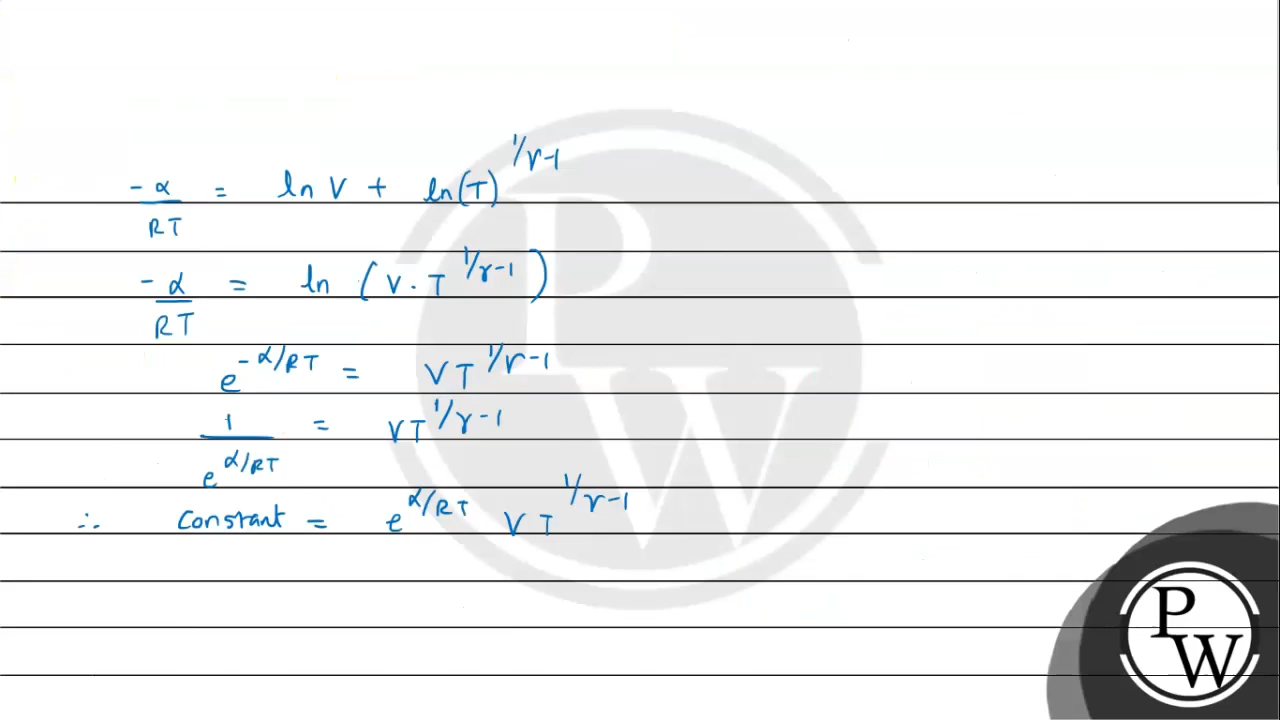 -α/RT = ln V + ln(T)^1/γ-1
-α/RT = ln (V.T^1/γ-1)
e^-α/RT = VT^1/γ-1
1/e^α/RT = VT^1/γ-1
∴ Constant = e^α/RT VT^1/γ-1
P
W
P
W